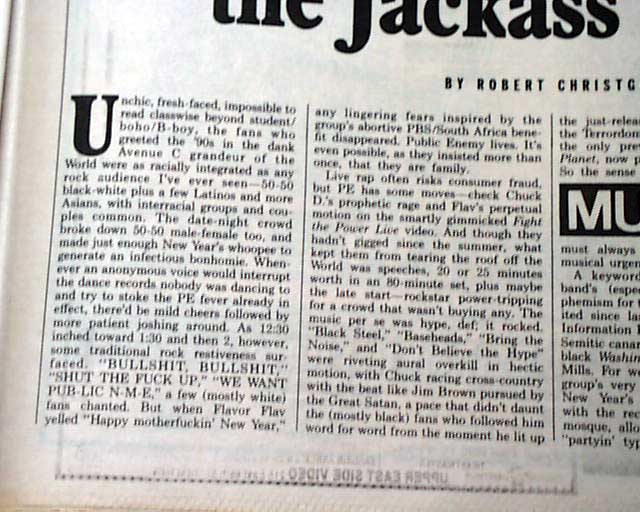 the Jackass
BY ROBERT CHRISTG
Unchic, fresh-faced, impossible to
read classwise beyond student/
boho/B-boy, the fans who
greeted the '90s in the dank
Avenue C grandeur of the
World were as racially integrated as any
rock audience I've ever seen—50-50
black-white plus a few Latinos and more
Asians, with interracial groups and cou-
ples common. The date-night crowd
broke down 50-50 male-female too, and
made just enough New Year's whoopee to
generate an infectious bonhomie. When-
ever an anonymous voice would interrupt
the dance records nobody was dancing to
and try to stoke the PE fever already in
effect, there'd be mild cheers followed by
more patient joshing around. As 12:30
inched toward 1:30 and then 2, however,
some traditional rock restiveness sur-
faced. "BULLSHIT, BULLSHIT,"
"SHUT THE FUCK UP," "WE WANT
PUB-LIC N-M-E," a few (mostly white)
fans chanted. But when Flavor Flav
yelled "Happy motherfuckin' New Year,"
any lingering fears inspired by the
group's abortive PBS/South Africa bene-
fit disappeared. Public Enemy lives. It's
even possible, as they insisted more than
once, that they are family.
Live rap often risks consumer fraud,
but PE has some moves—check Chuck
D.'s prophetic rage and Flav's perpetual
motion on the smartly gimmicked Fight
the Power Live video. And though they
hadn't gigged since the summer, what
kept them from tearing the roof off the
World was speeches, 20 or 25 minutes
worth in an 80-minute set, plus maybe
the late start—rockstar power-tripping
for a crowd that wasn't buying any. The
music per se was hype, def; it rocked.
"Black Steel," "Baseheads," "Bring the
Noise," and "Don't Believe the Hype"
were riveting aural overkill in hectic
motion, with Chuck racing cross-country
with the beat like Jim Brown pursued by
the Great Satan, a pace that didn't daunt
the (mostly black) fans who followed him
word for word from the moment he lit up
the just-relea
the Terrordon
the only prev
Planet, now
So the sense
MU
must always
musical urgen
A keywor
band's (espec
phemism for
ited since las
Information
Semitic canar
black Washin
Mills. For we
group's very
New Year's
with the res
mosque, allo
"partyin' typ
UPPER EAST SIDE VIDEO